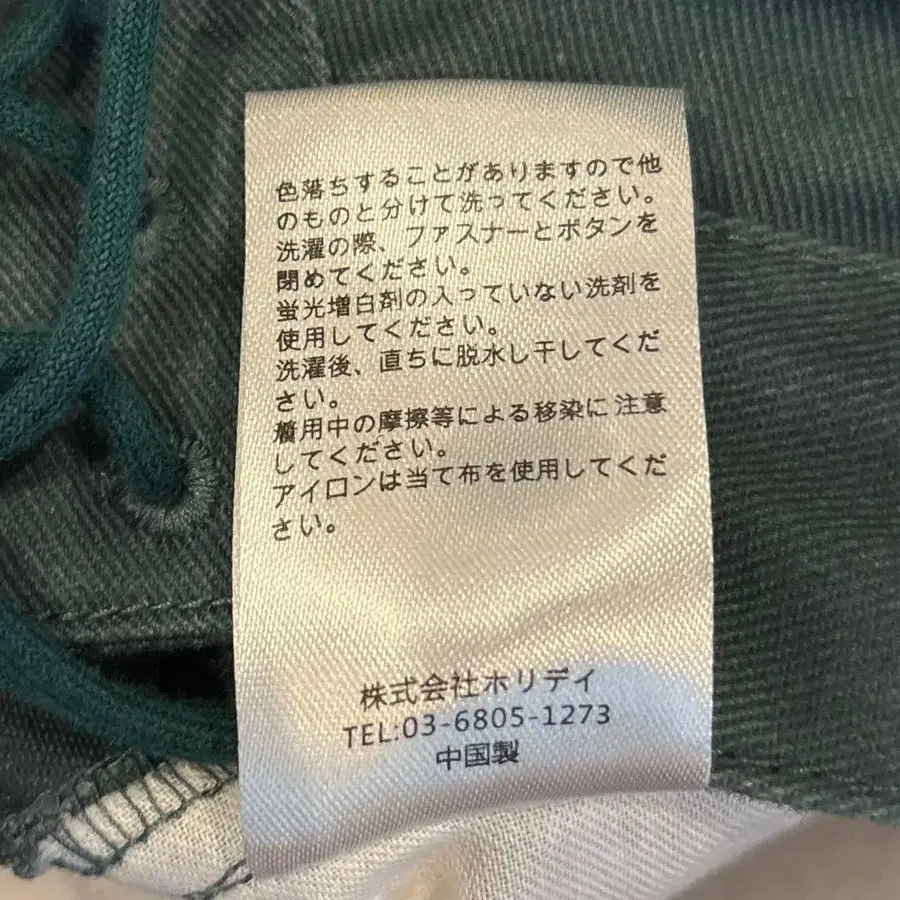 色落ちすることがありますので他
のものと分けて洗ってください。
洗濯の際、ファスナーとボタンを
閉めてください。
蛍光増白剤の入っていない洗剤を
使用してください。
洗濯後、直ちに脱水し干してくだ
さい。
着用中の摩擦等による移染に注意
してください。
アイロンは当て布を使用してくだ
さい。
株式会社ホリデイ
TEL:03-6805-1273
中国製